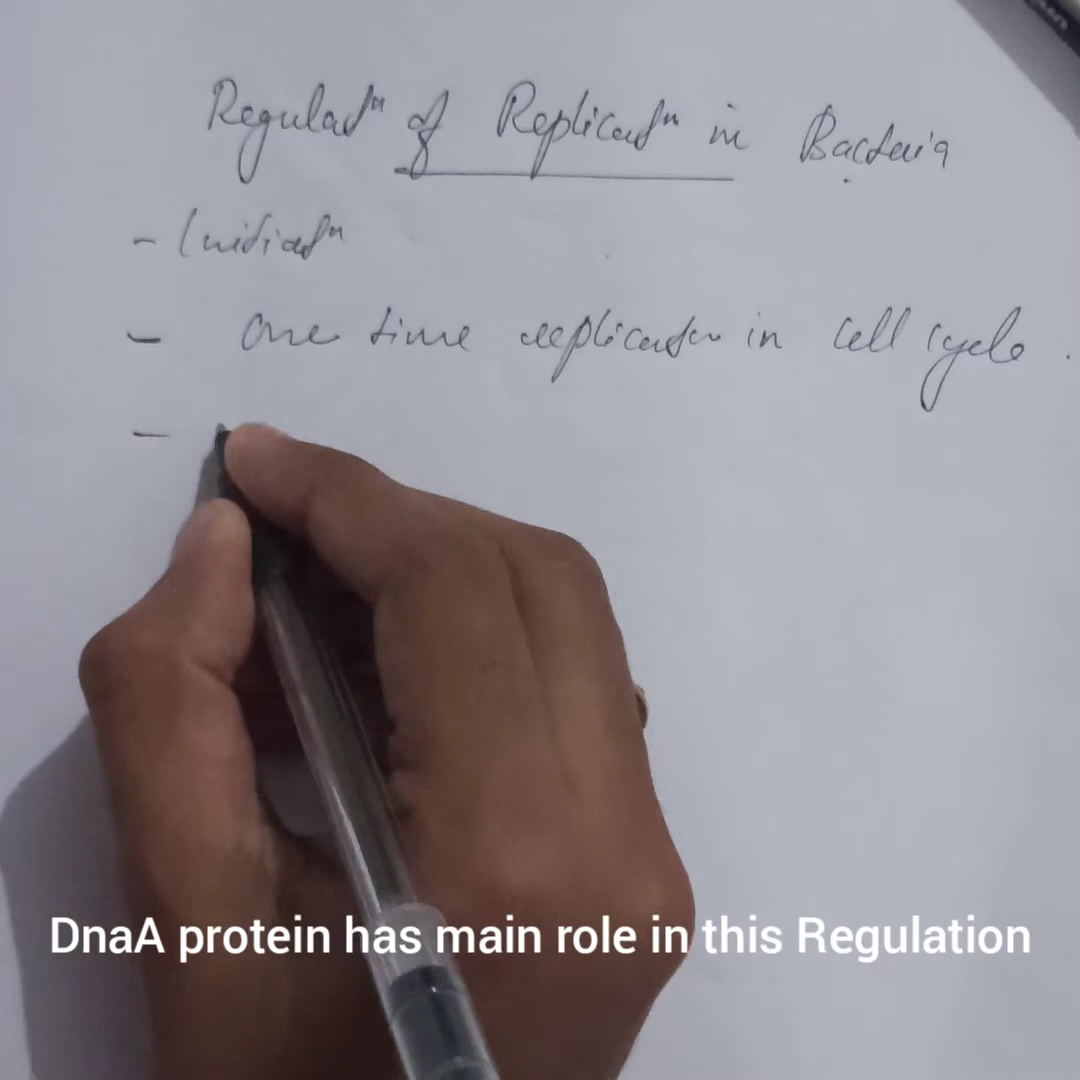 Regulatⁿ of Replicatⁿ in Bacteria
- Initiatⁿ
- One time replicatn in cell cycle.
-
DnaA protein has main role in this Regulation